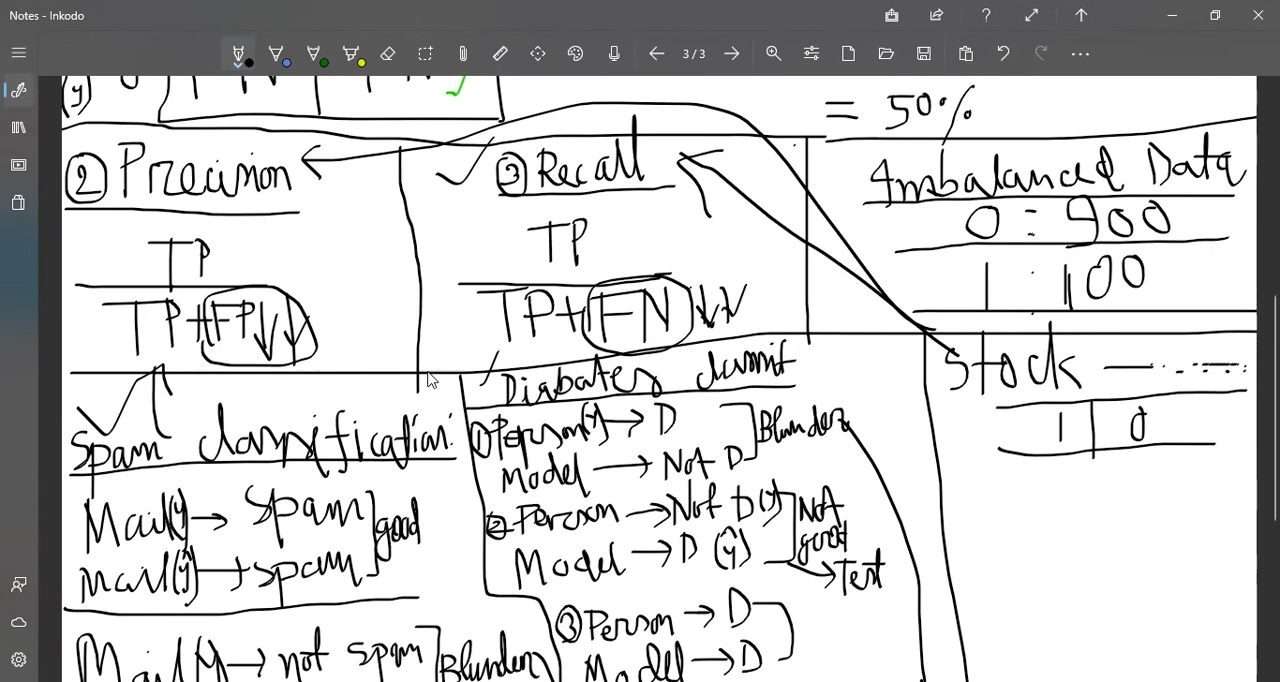 Notes - Inkodo
3/3
(y)
= 50%
② Precision
TP
TP+FP↓↓
③ Recall
TP
TP+FN ↓↓
Imbalanced Data
0 : 900
1 : 100
Stock
1 0
Spam classification:
Mail(y) → Spam
Mail(ŷ) → Spam
good
Mail(y) → not spam
Blunder
Diabates classif
① Person(y) → D
Model → Not D
Blunder
② Person → Not D(y)
Model → D (ŷ)
Not good
→ Test
③ Person → D
Model → D